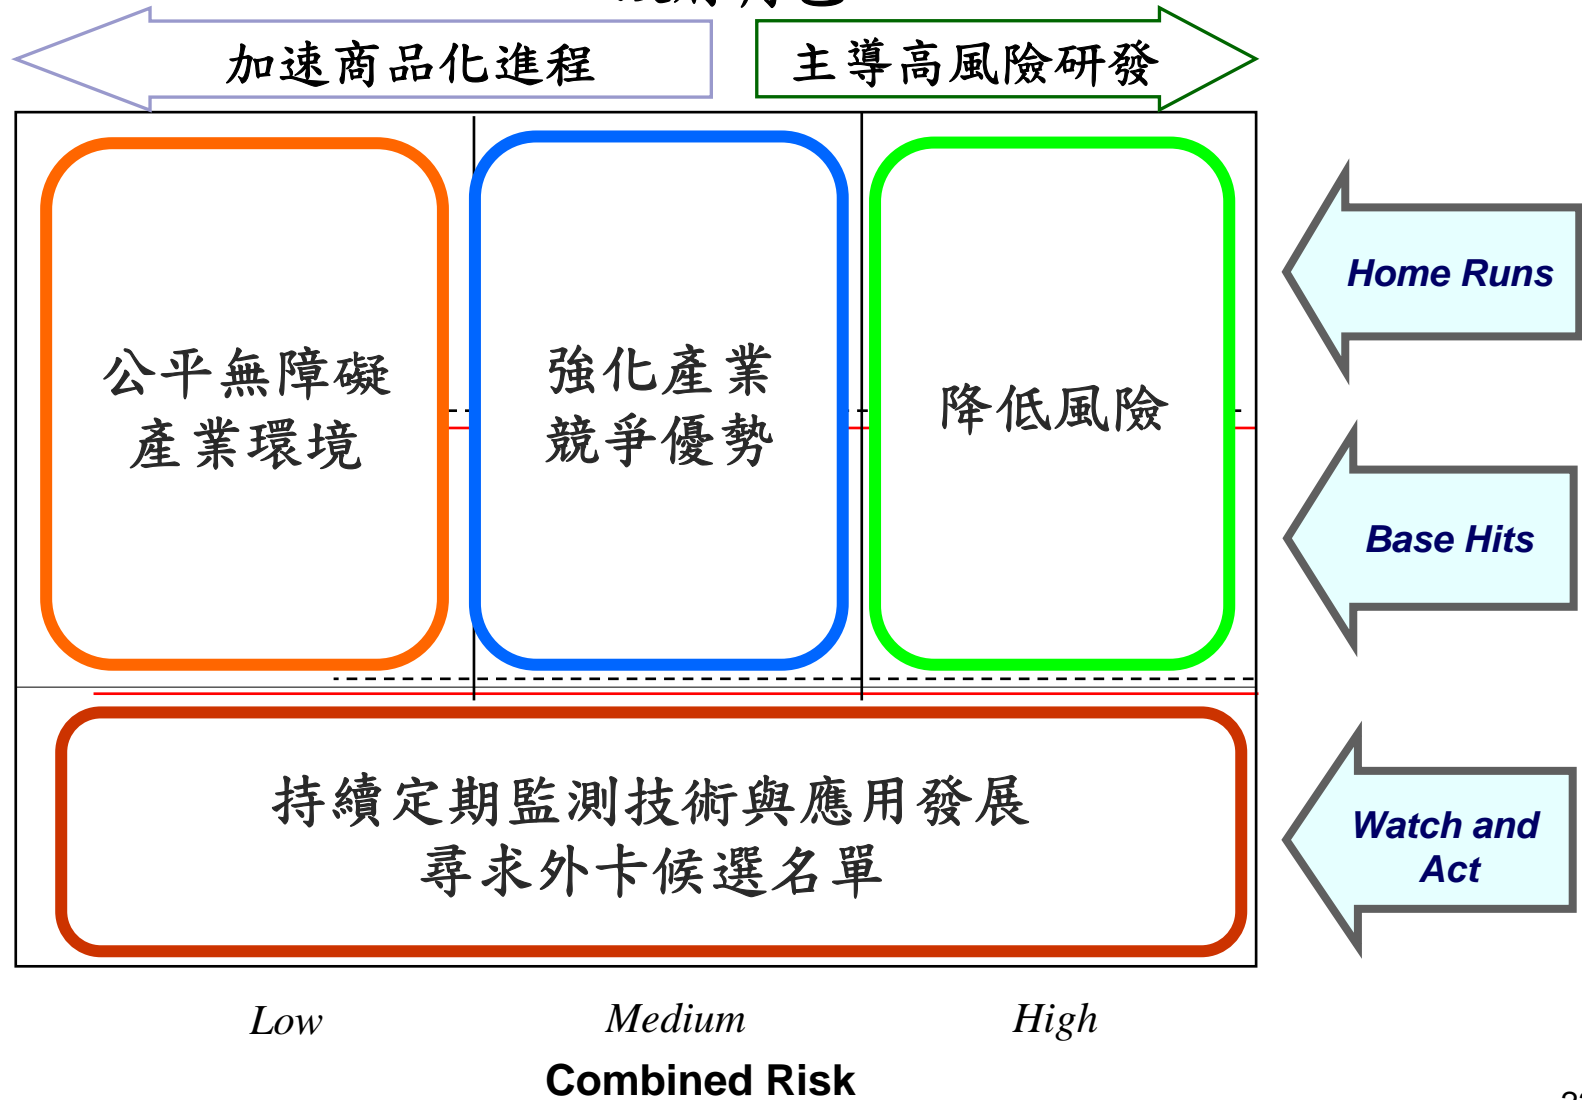 加速商品化進程
主導高風險研發
公平無障礙
產業環境
強化產業
競爭優勢
降低風險
Home Runs
Base Hits
持續定期監測技術與應用發展
尋求外卡候選名單
Watch and
Act
Low
Medium
High
Combined Risk